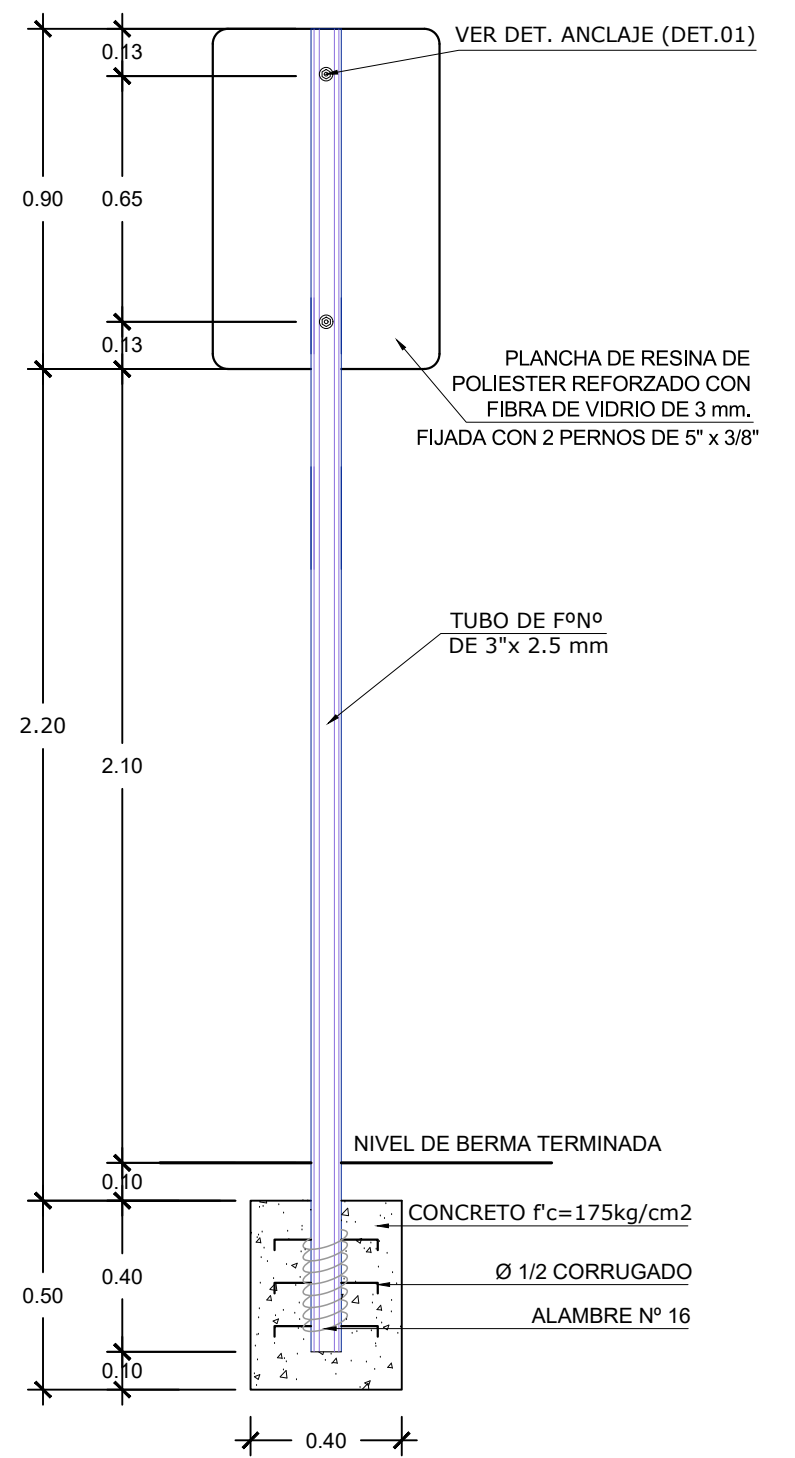 0.13
VER DET. ANCLAJE (DET.01)
0.90
0.65
0.13
PLANCHA DE RESINA DE
POLIESTER REFORZADO CON
FIBRA DE VIDRIO DE 3 mm.
FIJADA CON 2 PERNOS DE 5" x 3/8"
TUBO DE FºNº
DE 3"x 2.5 mm
2.20
2.10
NIVEL DE BERMA TERMINADA
0.10
CONCRETO f'c=175kg/cm2
Ø 1/2 CORRUGADO
0.40
0.50
ALAMBRE Nº 16
0.10
0.40